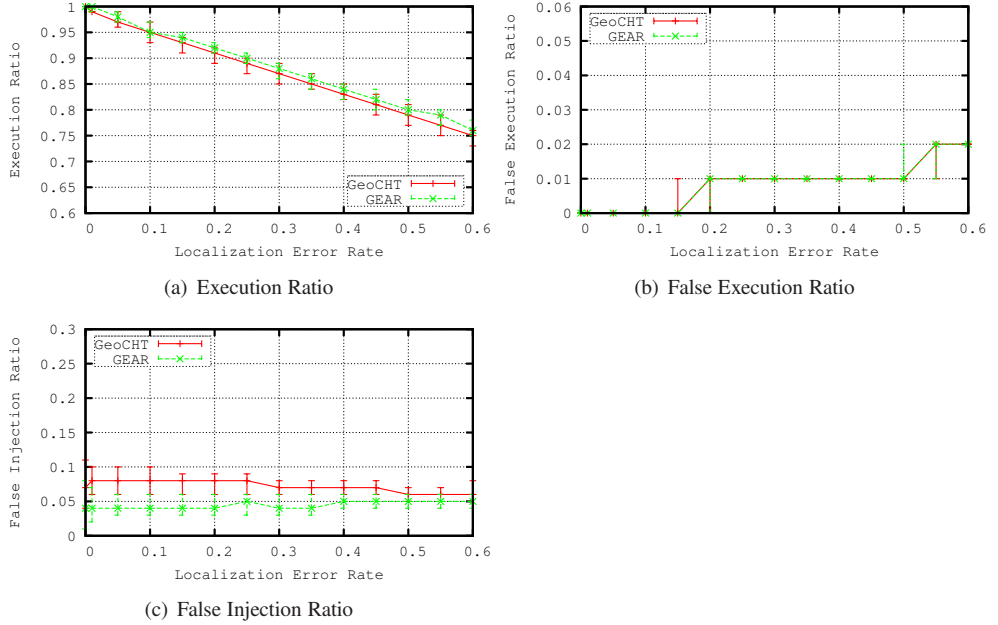 Execution Ratio
1
0.95
0.9
0.85
0.8
0.75
0.7
0.65
0.6
GeoCHT
GEAR
0 0.1 0.2 0.3 0.4 0.5 0.6
Localization Error Rate
(a) Execution Ratio
False Execution Ratio
0.06
0.05
0.04
0.03
0.02
0.01
0
GeoCHT
GEAR
0 0.1 0.2 0.3 0.4 0.5 0.6
Localization Error Rate
(b) False Execution Ratio
False Injection Ratio
0.3
0.25
0.2
0.15
0.1
0.05
0
GeoCHT
GEAR
0 0.1 0.2 0.3 0.4 0.5 0.6
Localization Error Rate
(c) False Injection Ratio